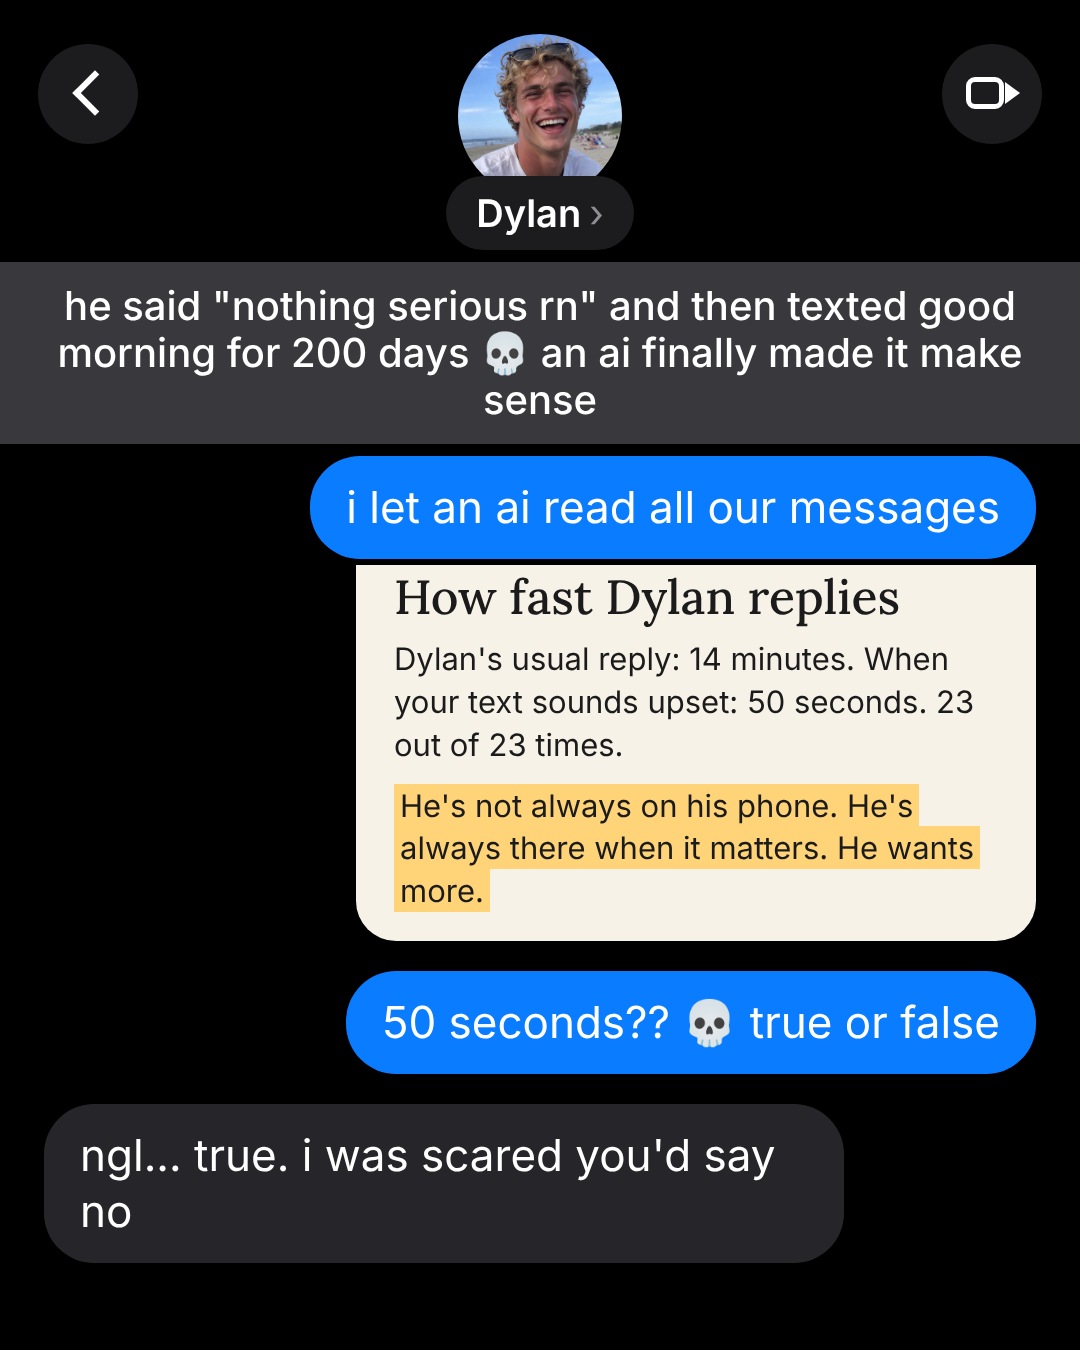 Dylan ›
he said "nothing serious rn" and then texted good
morning for 200 days 💀 an ai finally made it make
sense
i let an ai read all our messages
How fast Dylan replies
Dylan's usual reply: 14 minutes. When
your text sounds upset: 50 seconds. 23
out of 23 times.
He's not always on his phone. He's
always there when it matters. He wants
more.
50 seconds?? 💀 true or false
ngl... true. i was scared you'd say
no